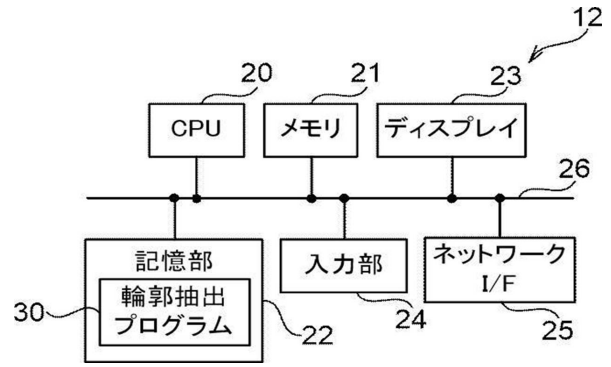 12
20
21
23
CPU
メモリ
ディスプレイ
26
記憶部
輪郭抽出
プログラム
30
22
入力部
24
ネットワーク
I/F
25